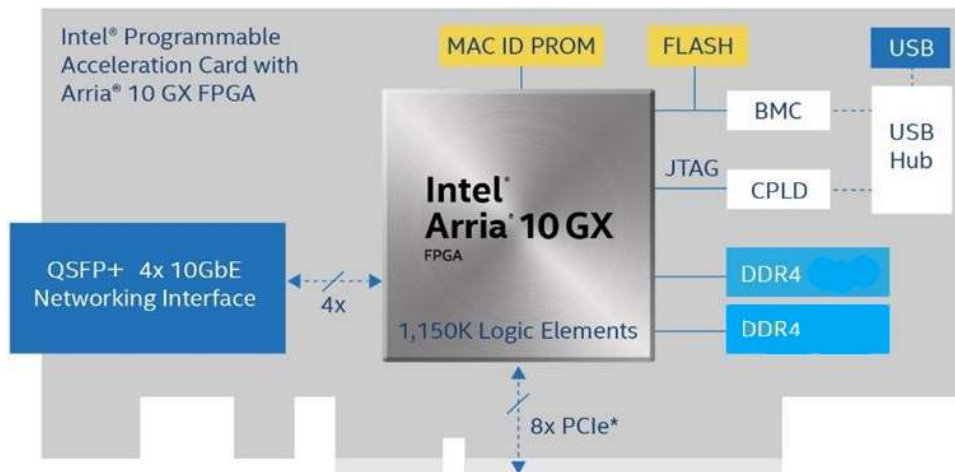 Intel® Programmable
Acceleration Card with
Arria® 10 GX FPGA
MAC ID PROM
FLASH
USB
BMC
USB
Hub
JTAG
CPLD
Intel®
Arria® 10 GX
FPGA
1,150K Logic Elements
QSFP+ 4x 10GbE
Networking Interface
4x
DDR4
DDR4
8x PCIe*